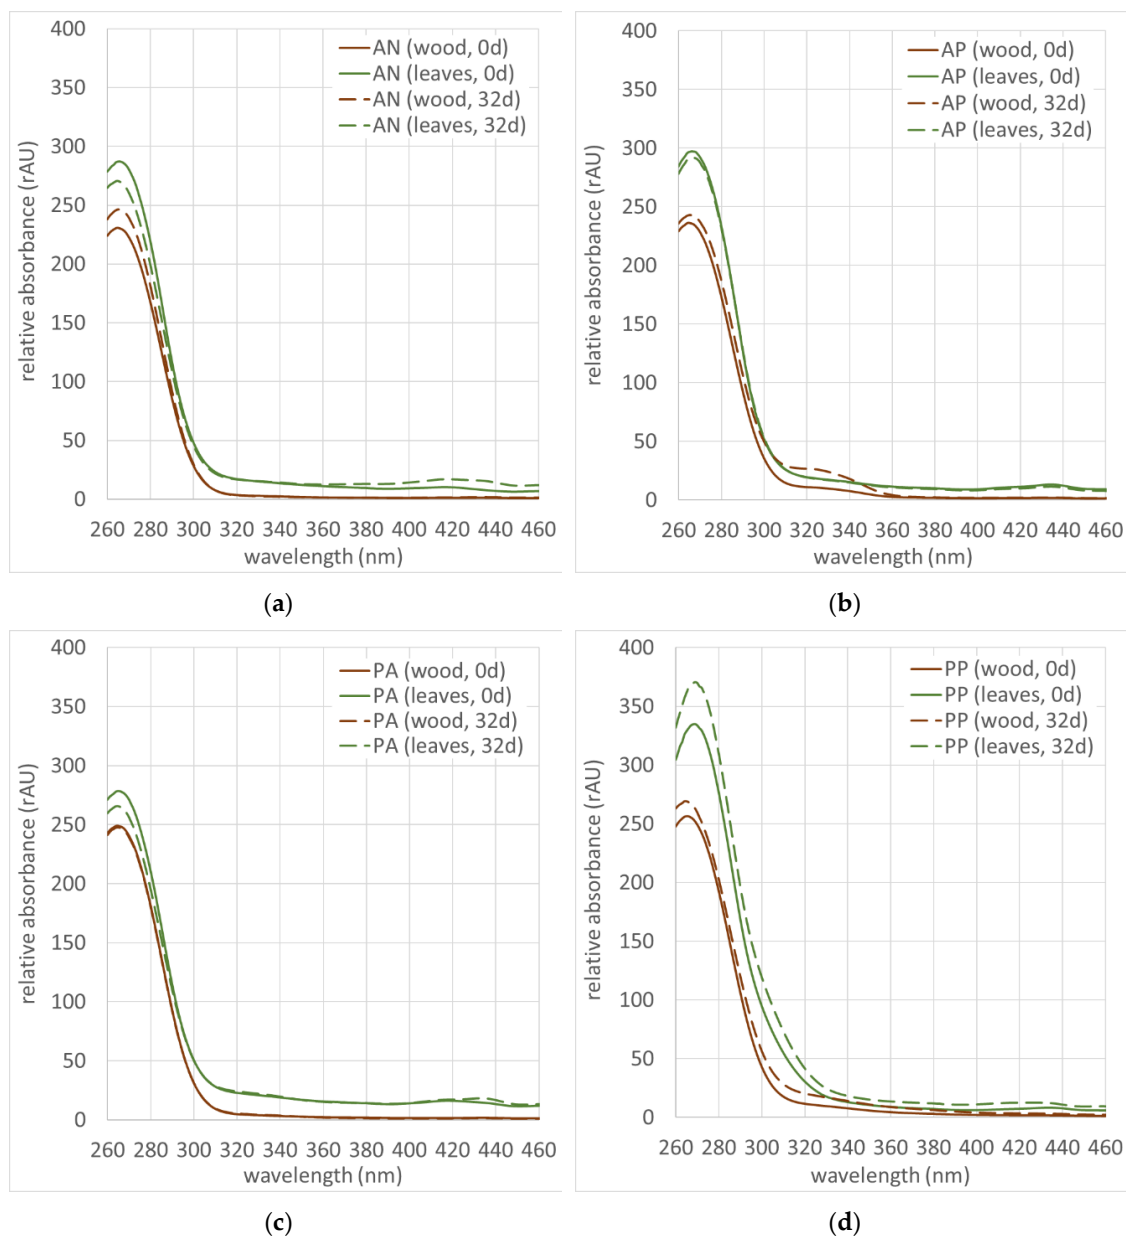 400
350
300
250
200
150
100
50
0
relative absorbance (rAU)
AN (wood, 0d)
AN (leaves, 0d)
AN (wood, 32d)
AN (leaves, 32d)
260 280 300 320 340 360 380 400 420 440 460
wavelength (nm)
(a)
400
350
300
250
200
150
100
50
0
relative absorbance (rAU)
AP (wood, 0d)
AP (leaves, 0d)
AP (wood, 32d)
AP (leaves, 32d)
260 280 300 320 340 360 380 400 420 440 460
wavelength (nm)
(b)
400
350
300
250
200
150
100
50
0
relative absorbance (rAU)
PA (wood, 0d)
PA (leaves, 0d)
PA (wood, 32d)
PA (leaves, 32d)
260 280 300 320 340 360 380 400 420 440 460
wavelength (nm)
(c)
400
350
300
250
200
150
100
50
0
relative absorbance (rAU)
PP (wood, 0d)
PP (leaves, 0d)
PP (wood, 32d)
PP (leaves, 32d)
260 280 300 320 340 360 380 400 420 440 460
wavelength (nm)
(d)